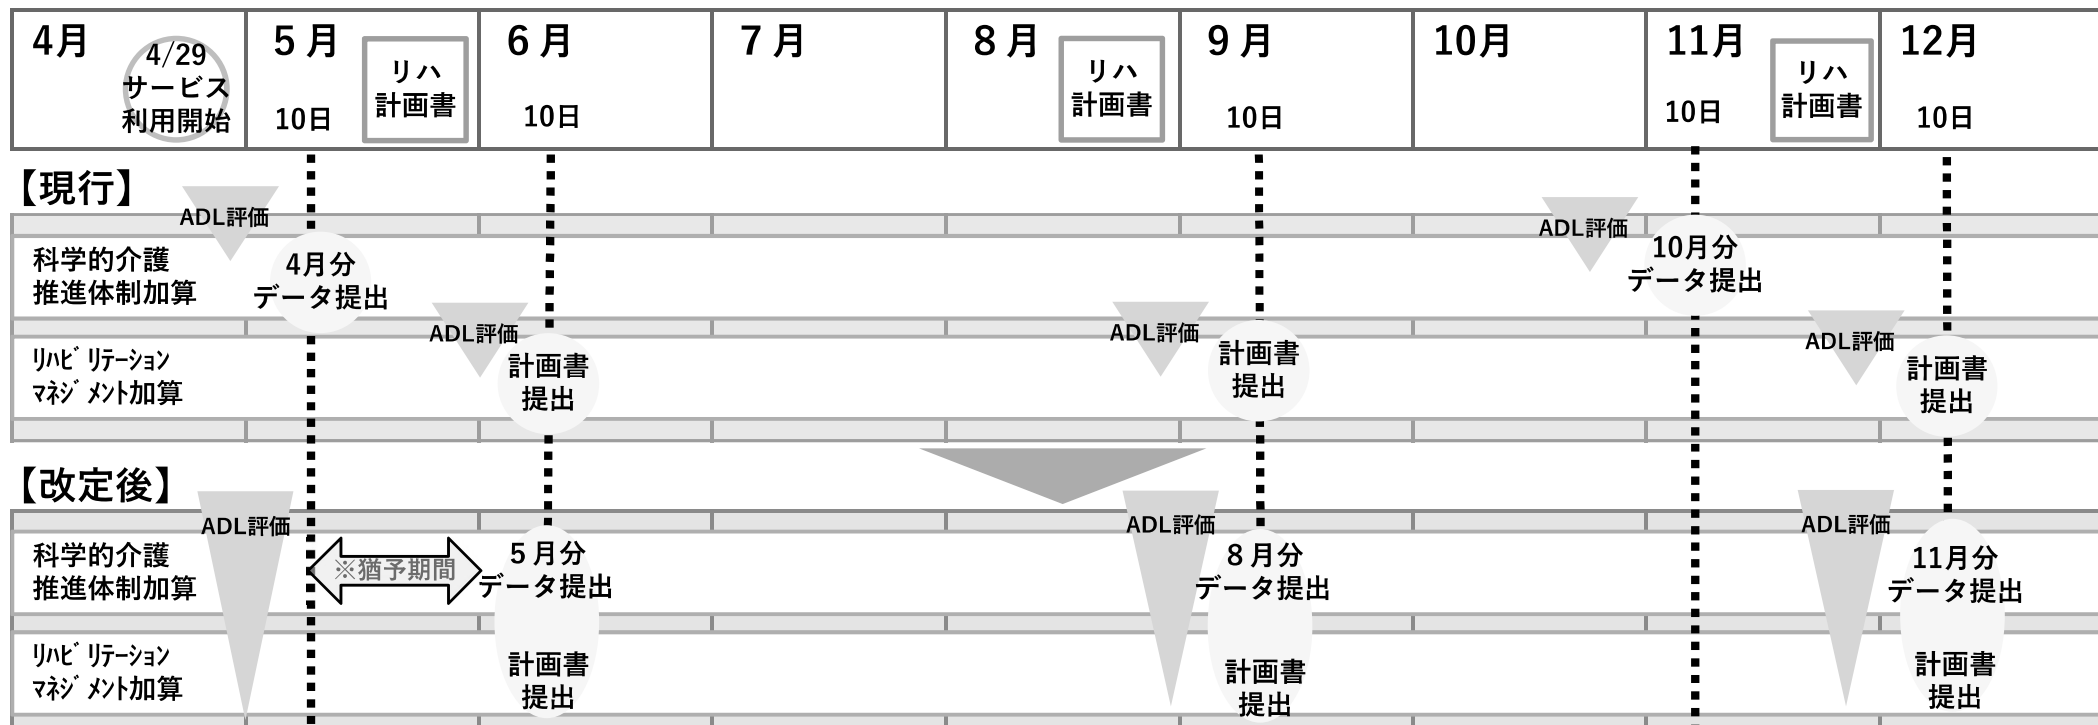 4月
4/29
サービス
利用開始
5月
10日
リハ
計画書
6月
10日
7月
8月
リハ
計画書
9月
10日
10月
11月
10日
リハ
計画書
12月
10日
【現行】
ADL評価
ADL評価
科学的介護
推進体制加算
4月分
データ提出
10月分
データ提出
ADL評価
ADL評価
ADL評価
ﾘﾊﾋﾞﾘﾃｰｼｮﾝ
ﾏﾈｼﾞﾒﾝﾄ加算
計画書
提出
計画書
提出
計画書
提出
【改定後】
ADL評価
ADL評価
ADL評価
科学的介護
推進体制加算
※猶予期間
5月分
データ提出
8月分
データ提出
11月分
データ提出
ﾘﾊﾋﾞﾘﾃｰｼｮﾝ
ﾏﾈｼﾞﾒﾝﾄ加算
計画書
提出
計画書
提出
計画書
提出